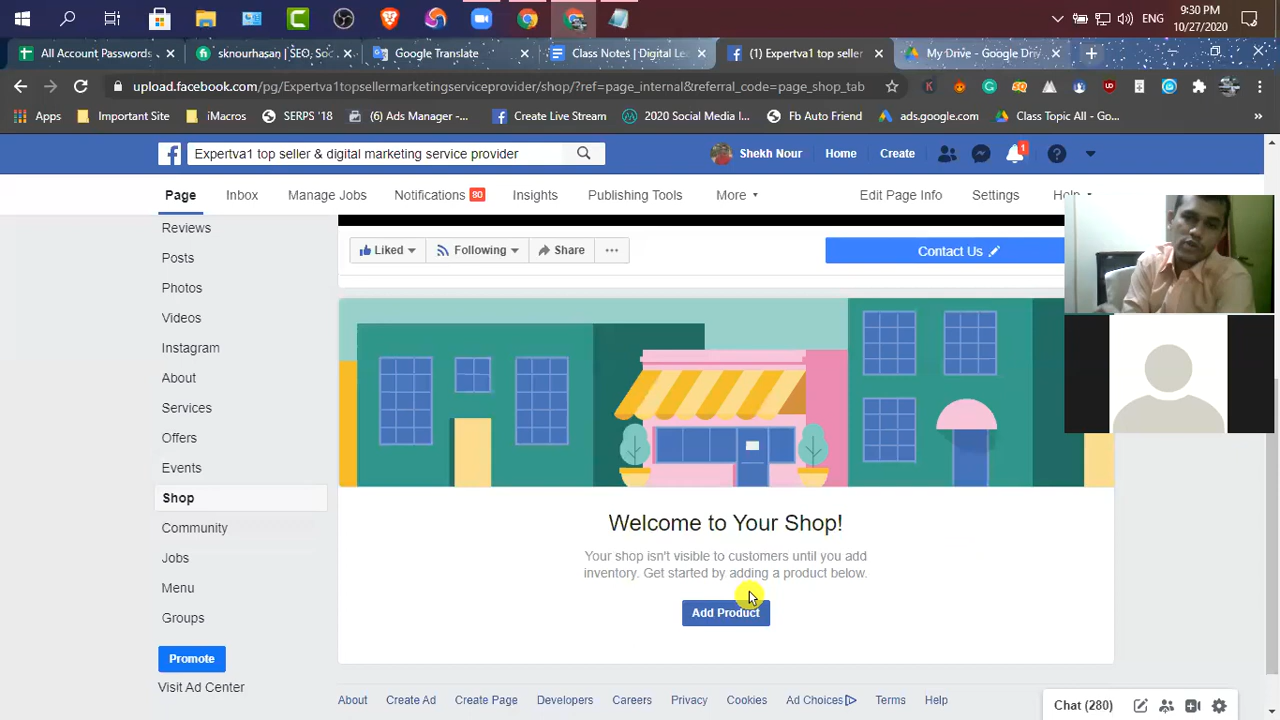 9:30 PM
ENG
10/27/2020
All Account Passwords
sknourhasan | SEO, Soc
Google Translate
Class Notes | Digital Le
(1) Expertva1 top seller
My Drive - Google Driv
upload.facebook.com/pg/Expertva1topsellermarketingserviceprovider/shop/?ref=page_internal&referral_code=page_shop_tab
Apps
Important Site
iMacros
SERPS '18
(6) Ads Manager -...
Create Live Stream
2020 Social Media I...
Fb Auto Friend
ads.google.com
Class Topic All - Go...
Expertva1 top seller & digital marketing service provider
Shekh Nour
Home
Create
1
Page
Inbox
Manage Jobs
Notifications 80
Insights
Publishing Tools
More
Edit Page Info
Settings
Help
Reviews
Posts
Photos
Videos
Instagram
About
Services
Offers
Events
Shop
Community
Jobs
Menu
Groups
Promote
Visit Ad Center
Liked
Following
Share
Contact Us
Welcome to Your Shop!
Your shop isn't visible to customers until you add
inventory. Get started by adding a product below.
Add Product
About
Create Ad
Create Page
Developers
Careers
Privacy
Cookies
Ad Choices
Terms
Help
Chat (280)